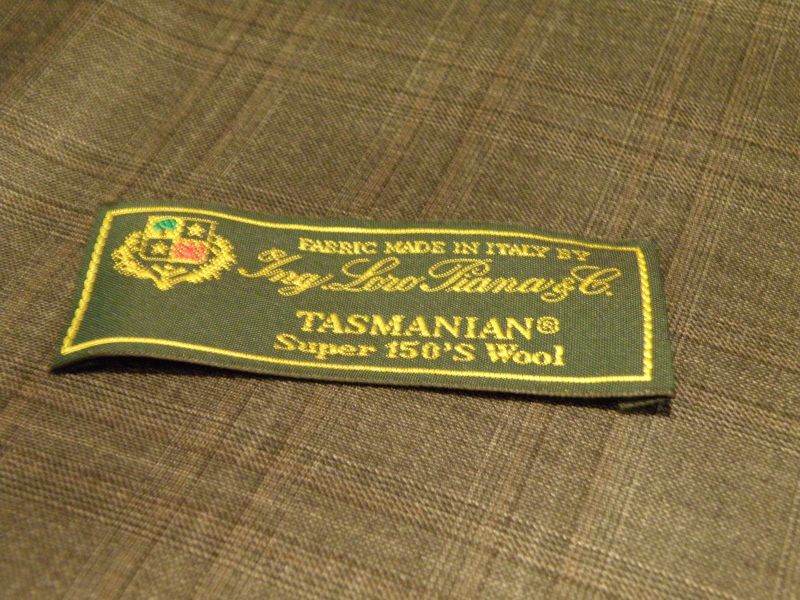 FABRIC MADE IN ITALY BY
Ing Loro Piana & C.
TASMANIAN®
Super 150'S Wool